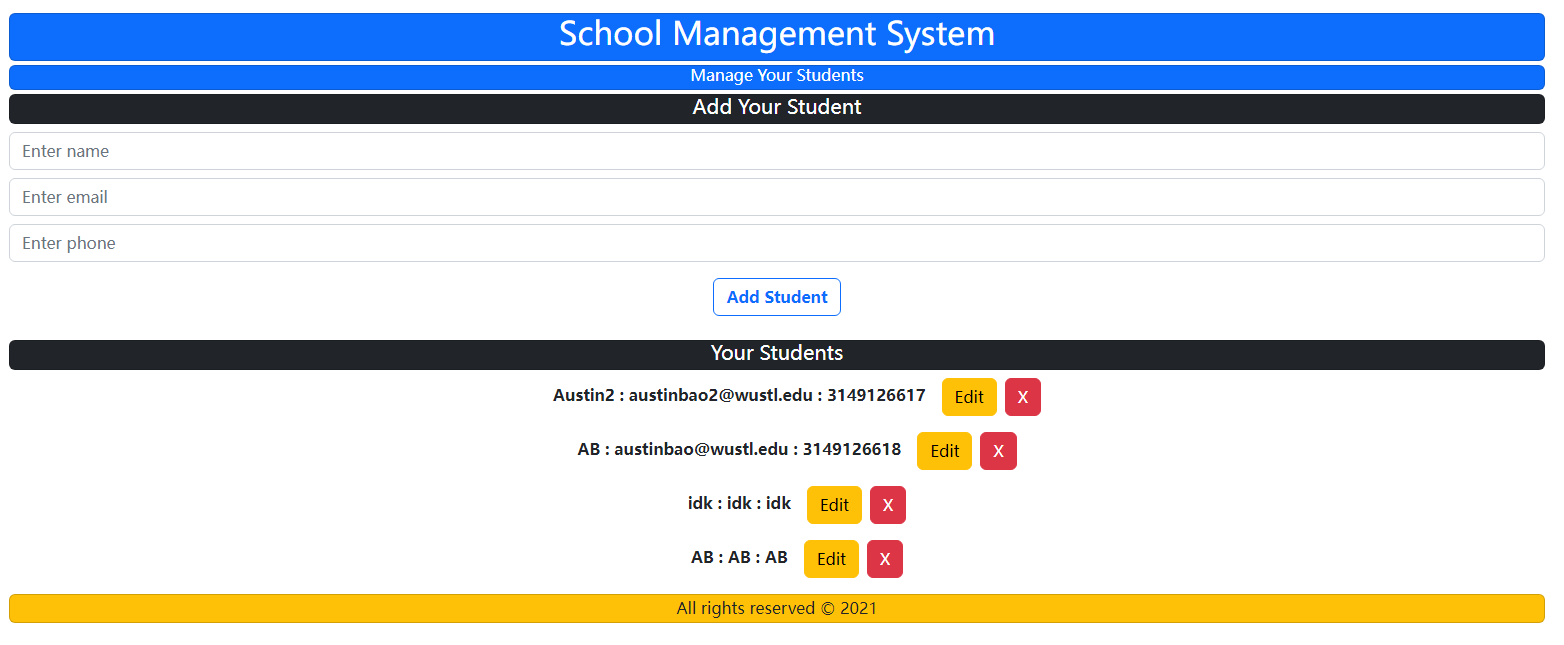 School Management System
Manage Your Students
Add Your Student
Enter name
Enter email
Enter phone
Add Student
Your Students
Austin2 : austinbao2@wustl.edu : 3149126617 Edit X
AB : austinbao@wustl.edu : 3149126618 Edit X
idk : idk : idk Edit X
AB : AB : AB Edit X
All rights reserved © 2021